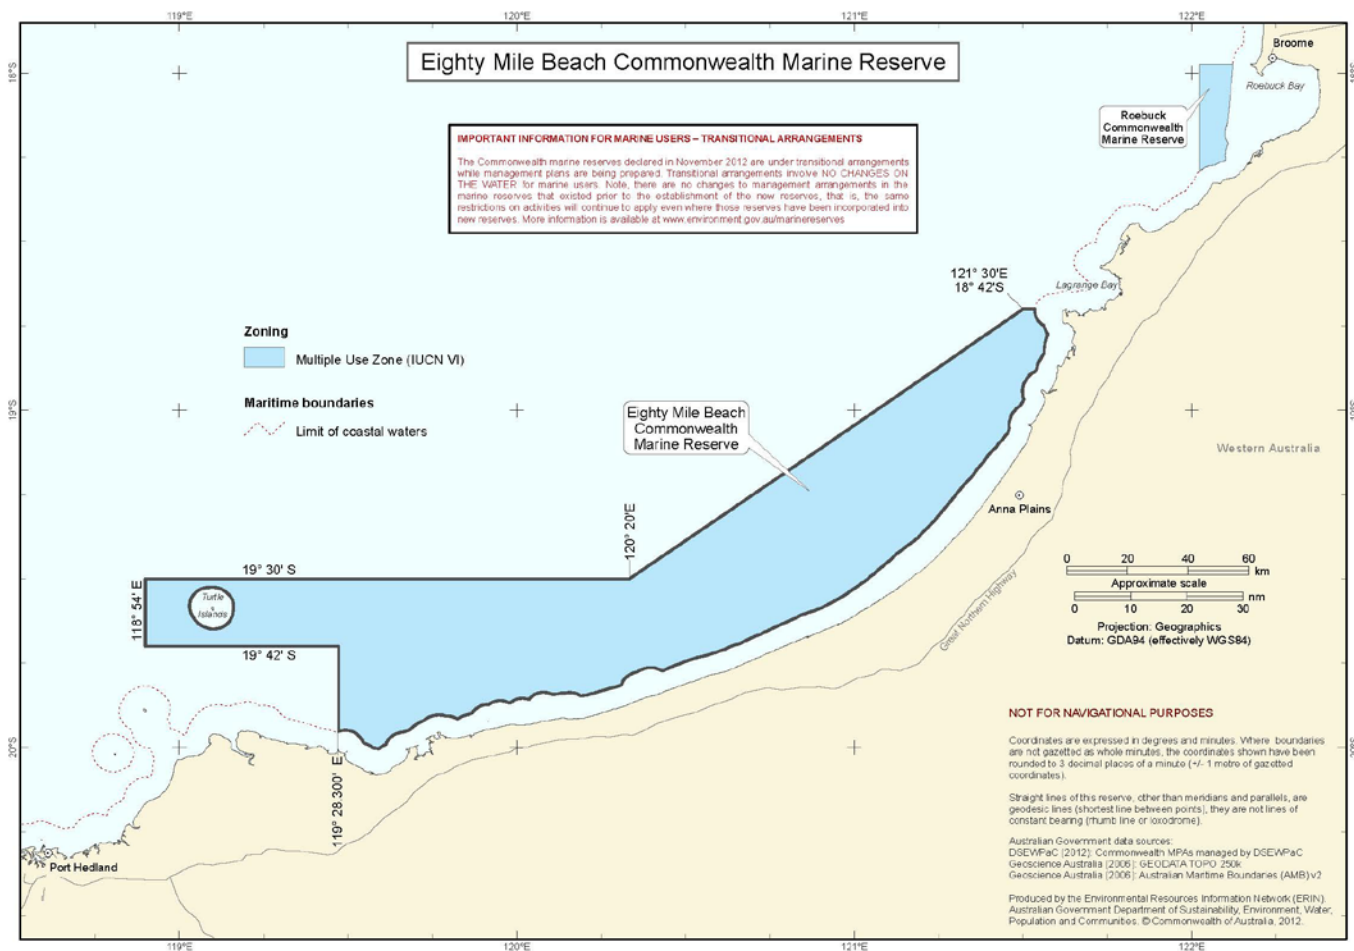 119°E
120°E
121°E
122°E
Eighty Mile Beach Commonwealth Marine Reserve
Broome
18°S
Roebuck Bay
Roebuck
Commonwealth
Marine Reserve
IMPORTANT INFORMATION FOR MARINE USERS – TRANSITIONAL ARRANGEMENTS
The Commonwealth marine reserves declared in November 2012 are under transitional arrangements
while management plans are being prepared. Transitional arrangements involve NO CHANGES ON
THE WATER for marine users. Note, there are no changes to management arrangements in the
marine reserves that existed prior to the establishment of the new reserves, that is, the same
restrictions on activities will continue to apply even where those reserves have been incorporated into
new reserves. More information is available at www.environment.gov.au/marinereserves
121° 30'E
18° 42'S
Lagrange Bay
Zoning
Multiple Use Zone (IUCN VI)
Maritime boundaries
Limit of coastal waters
19°S
19°S
Eighty Mile Beach
Commonwealth
Marine Reserve
Western Australia
Anna Plains
120° 20'E
19° 30' S
118° 54' E
Turtle
Islands
19° 42' S
Great Northern Highway
0 20 40 60 km
Approximate scale
0 10 20 30 nm
Projection: Geographics
Datum: GDA94 (effectively WGS84)
20°S
20°S
119° 28.300' E
Port Hedland
NOT FOR NAVIGATIONAL PURPOSES
Coordinates are expressed in degrees and minutes. Where boundaries
are not gazetted as whole minutes, the coordinates shown have been
rounded to 3 decimal places of a minute (+/- 1 metre of gazetted
coordinates).
Straight lines of this reserve, other than meridians and parallels, are
geodesic lines (shortest line between points), they are not lines of
constant bearing (rhumb line or loxodrome).
Australian Government data sources:
DSEWPaC (2012): Commonwealth MPAs managed by DSEWPaC
Geoscience Australia (2006): GEODATA TOPO 250k
Geoscience Australia (2006): Australian Maritime Boundaries (AMB) v2
Produced by the Environmental Resources Information Network (ERIN).
Australian Government Department of Sustainability, Environment, Water,
Population and Communities. © Commonwealth of Australia, 2012.
119°E
120°E
121°E
122°E